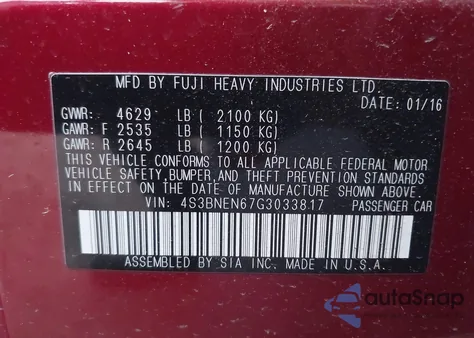 MFD BY FUJI HEAVY INDUSTRIES LTD.
DATE: 01/16
GVWR: 4629 LB ( 2100 KG)
GAWR: F 2535 LB ( 1150 KG)
GAWR: R 2645 LB ( 1200 KG)
THIS VEHICLE CONFORMS TO ALL APPLICABLE FEDERAL MOTOR
VEHICLE SAFETY, BUMPER, AND THEFT PREVENTION STANDARDS
IN EFFECT ON THE DATE OF MANUFACTURE SHOWN ABOVE.
VIN: 4S3BNEN67G3033817 PASSENGER CAR
ASSEMBLED BY SIA INC. MADE IN U.S.A.
autoSnap